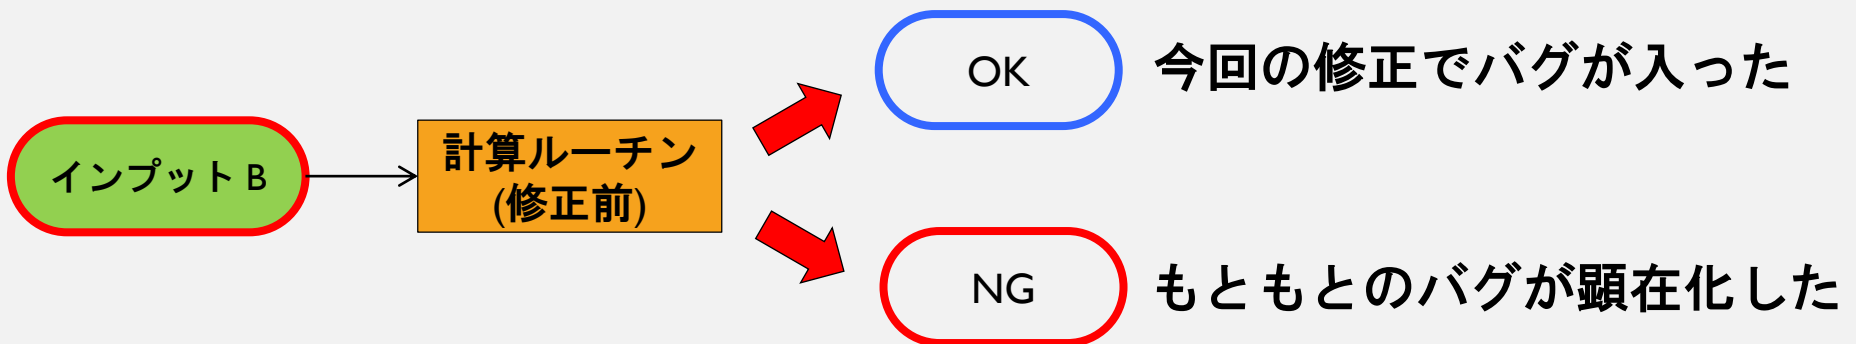 インプット B
計算ルーチン
(修正前)
OK
今回の修正でバグが入った
NG
もともとのバグが顕在化した